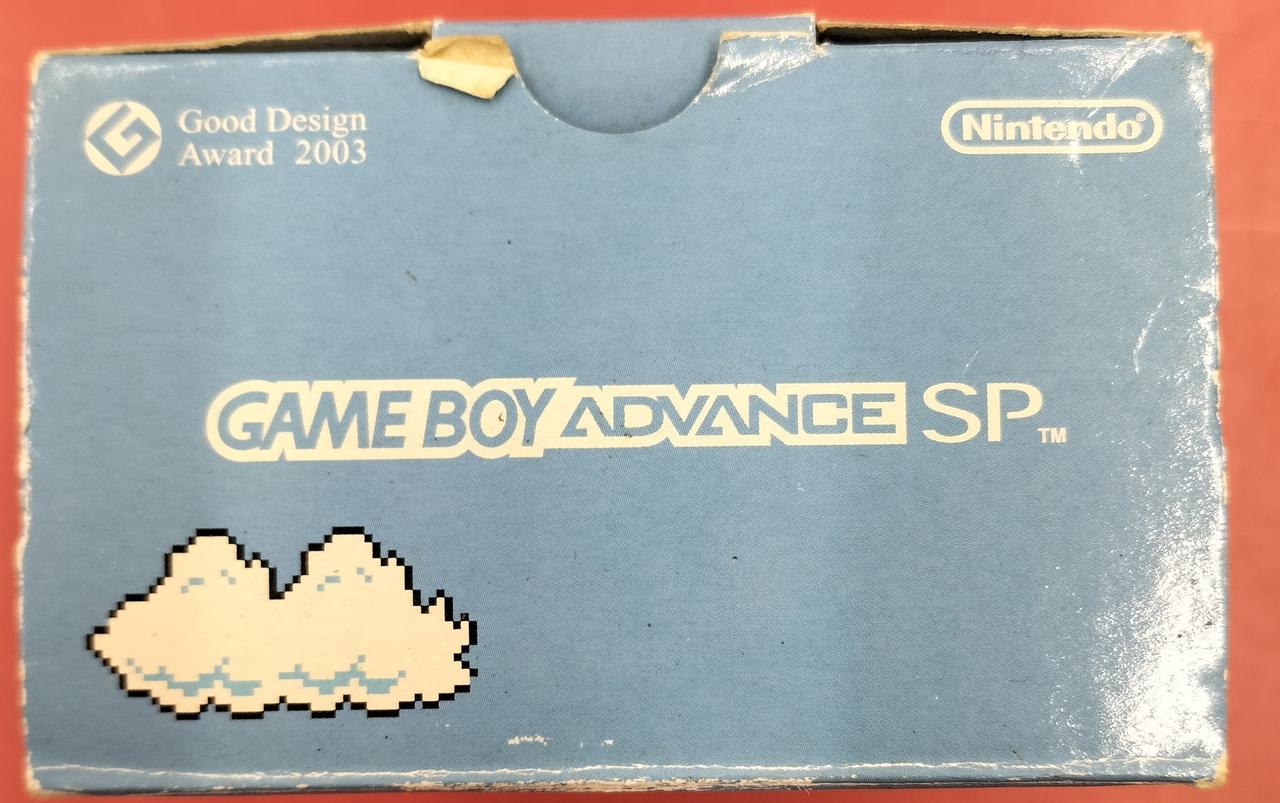 Good Design
Award 2003
Nintendo®
GAME BOY ADVANCE SP™